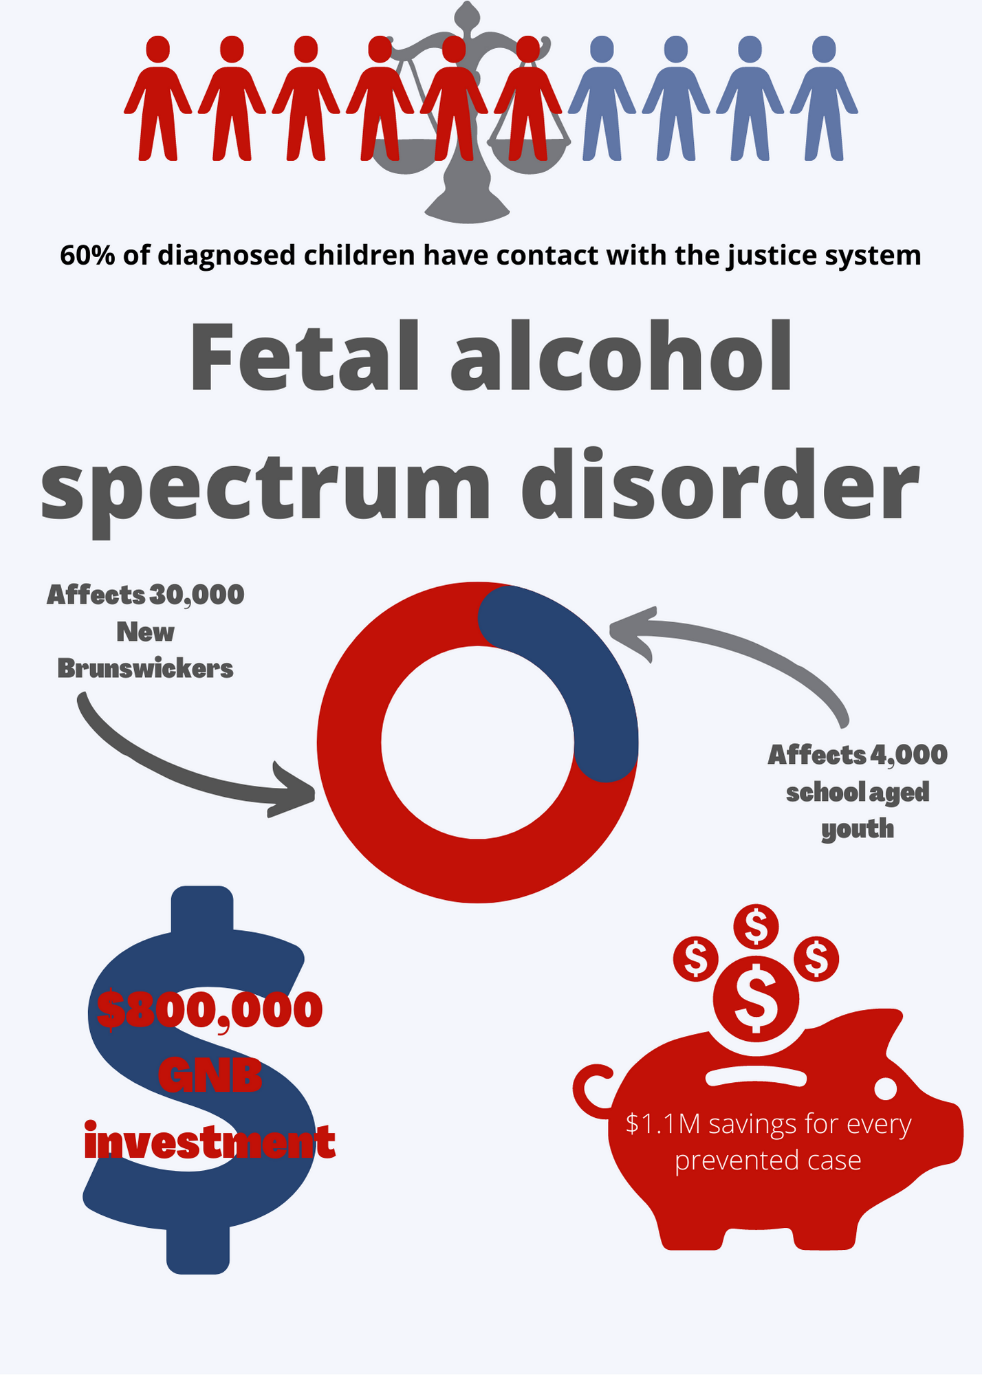 60% of diagnosed children have contact with the justice system
Fetal alcohol
spectrum disorder
Affects 30,000
New
Brunswickers
Affects 4,000
school aged
youth
$800,000
GNB
investment
$ $ $
$
$1.1M savings for every
prevented case